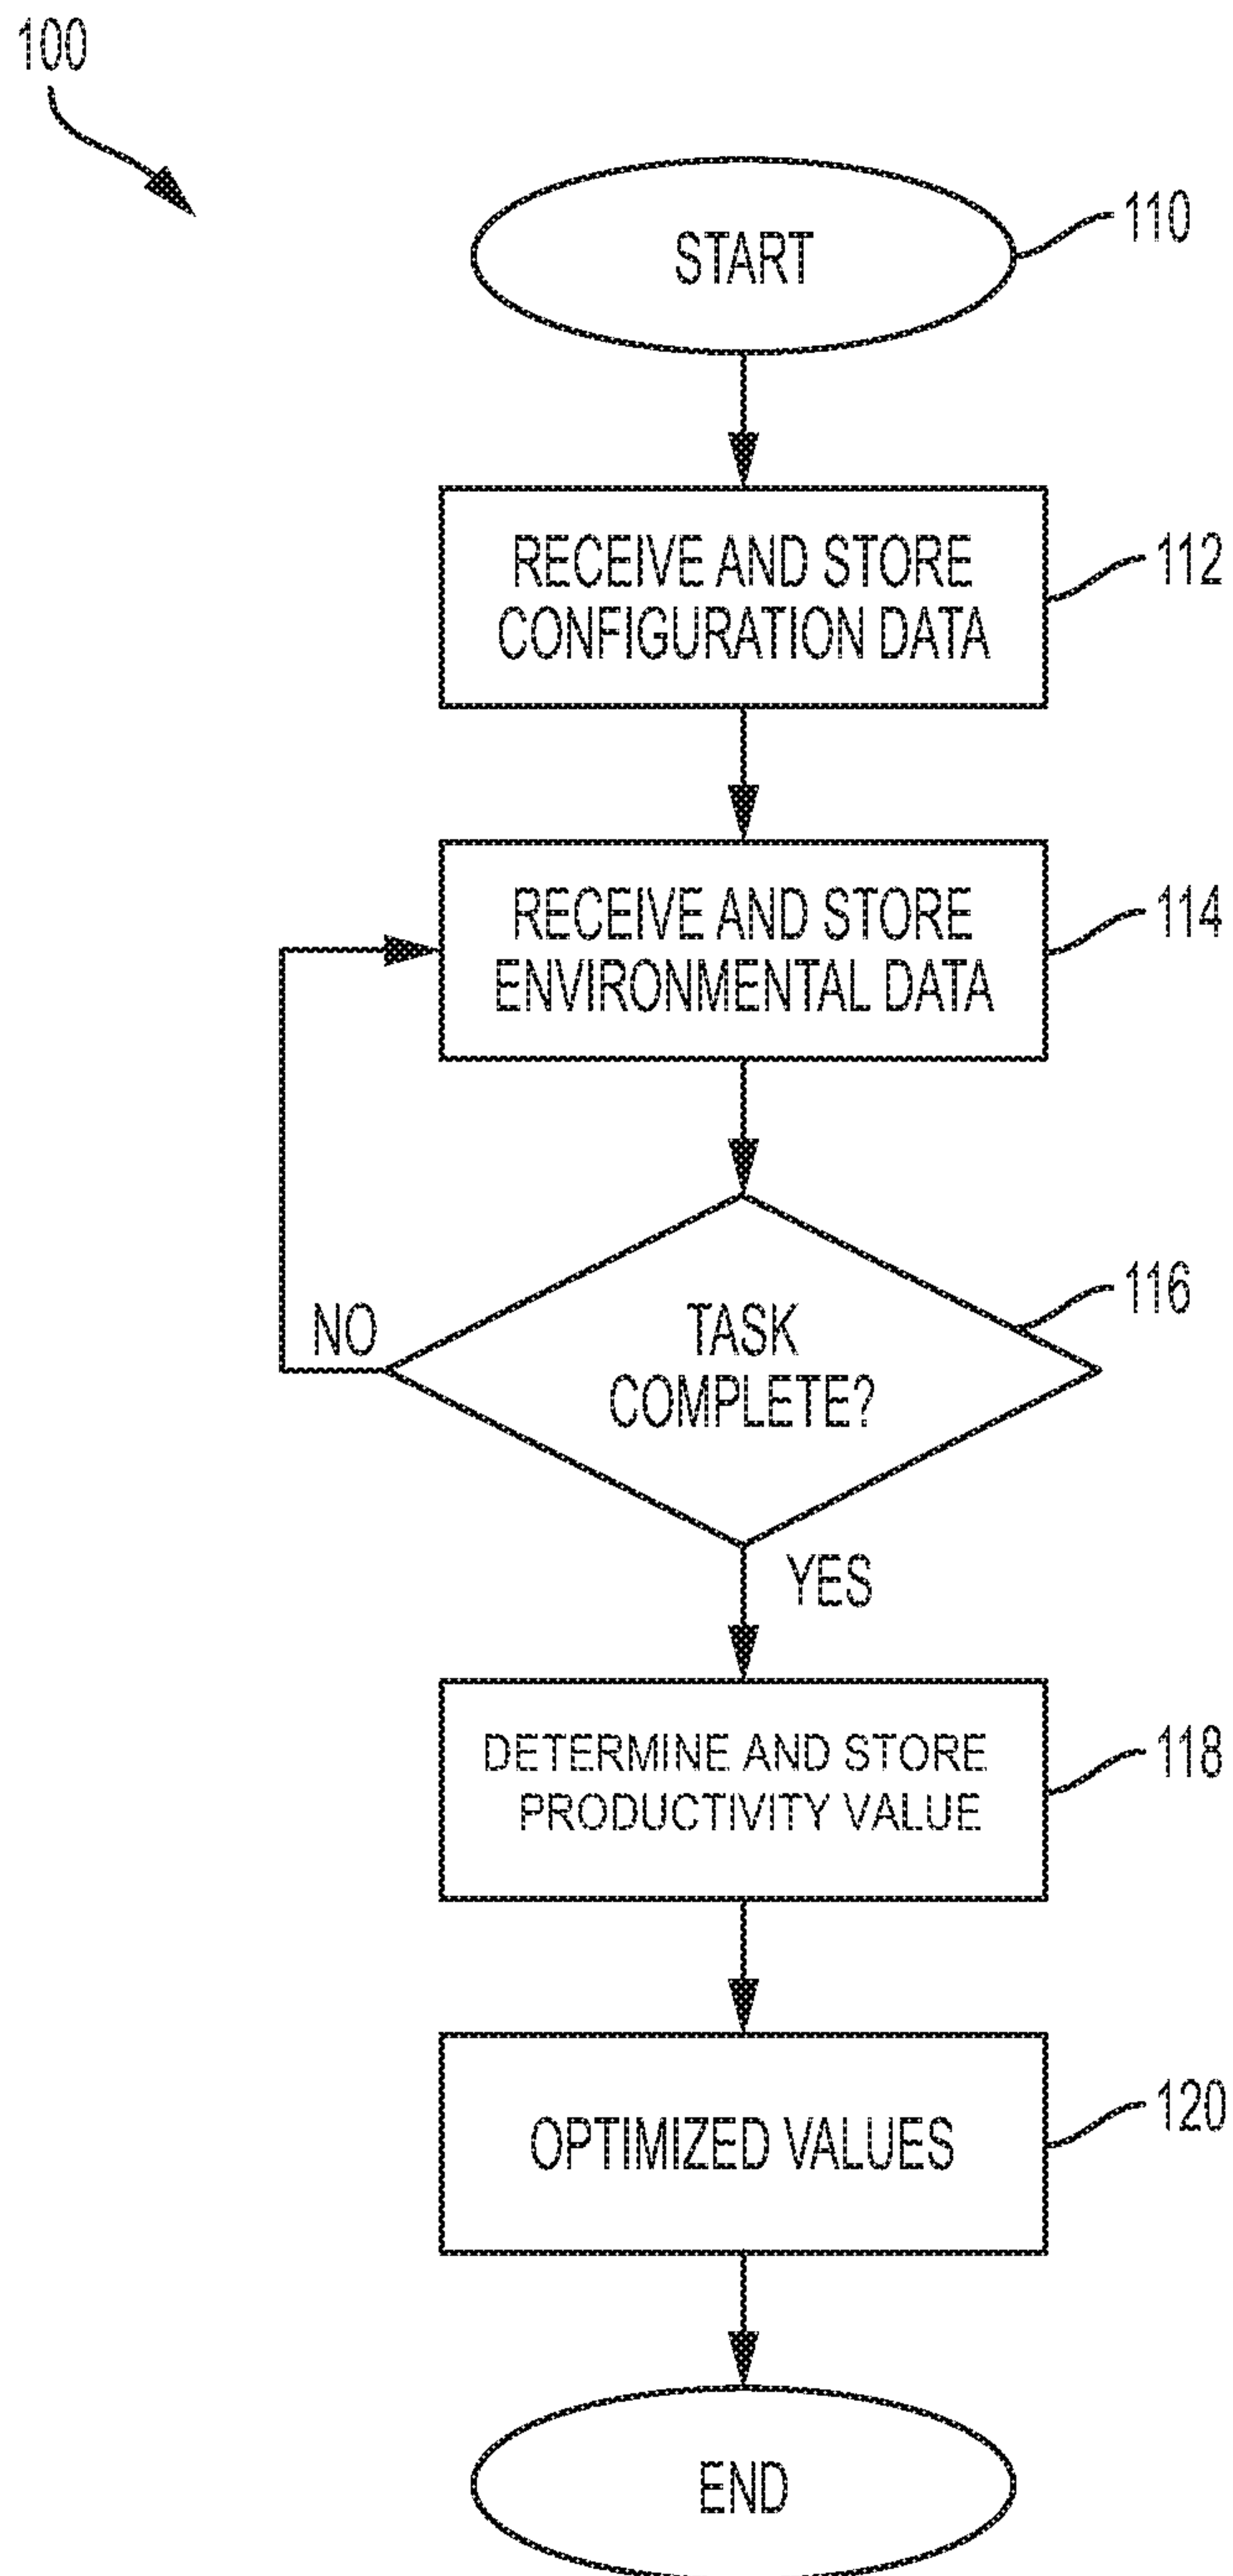 100
START
110
RECEIVE AND STORE
CONFIGURATION DATA
112
RECEIVE AND STORE
ENVIRONMENTAL DATA
114
TASK
COMPLETE?
116
NO
YES
DETERMINE AND STORE
PRODUCTIVITY VALUE
118
OPTIMIZED VALUES
120
END